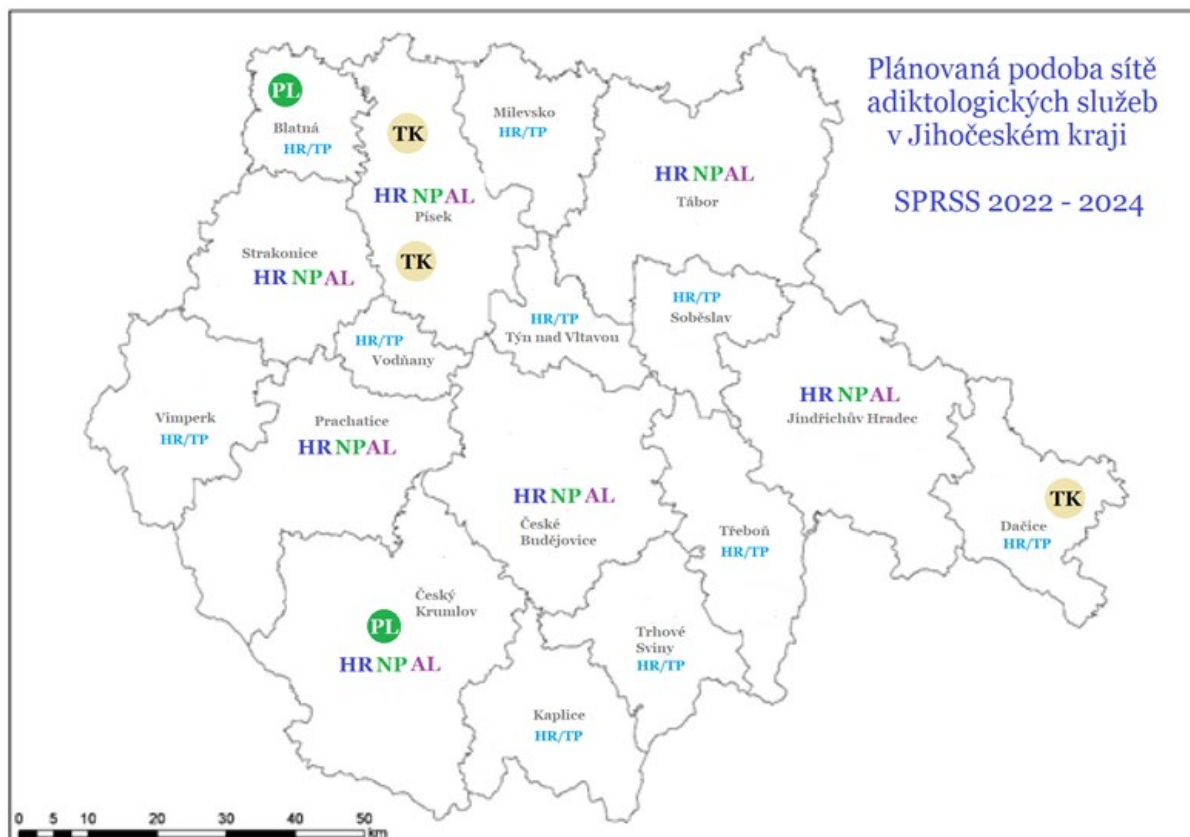 Plánovaná podoba sítě
adiktologických služeb
v Jihočeském kraji
SPRSS 2022 - 2024
PL
Blatná
HR/TP
TK
HR NP AL
Písek
TK
Milevsko
HR/TP
HR NP AL
Tábor
Strakonice
HR NP AL
HR/TP
Vodňany
HR/TP
Týn nad Vltavou
HR/TP
Soběslav
Vimperk
HR/TP
Prachatice
HR NP AL
HR NP AL
Jindřichův Hradec
HR NP AL
České
Budějovice
Třeboň
HR/TP
TK
Dačice
HR/TP
Český
Krumlov
PL
HR NP AL
Trhové
Sviny
HR/TP
Kaplice
HR/TP
0 5 10 20 30 40 50
km